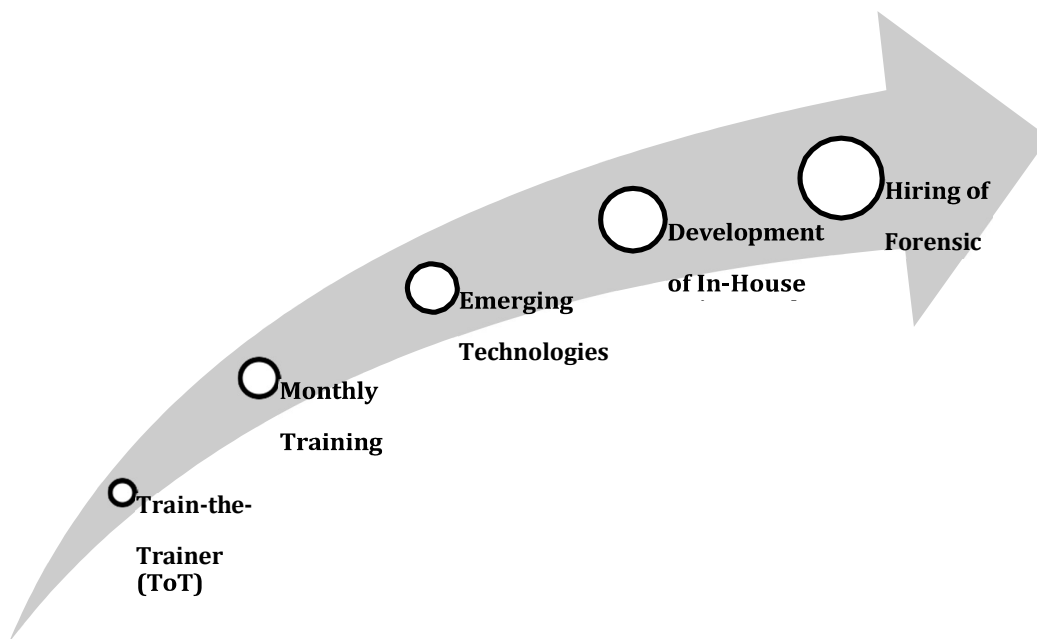 Hiring of
Forensic
Development
of In-House
Emerging
Technologies
Monthly
Training
Train-the-
Trainer
(ToT)